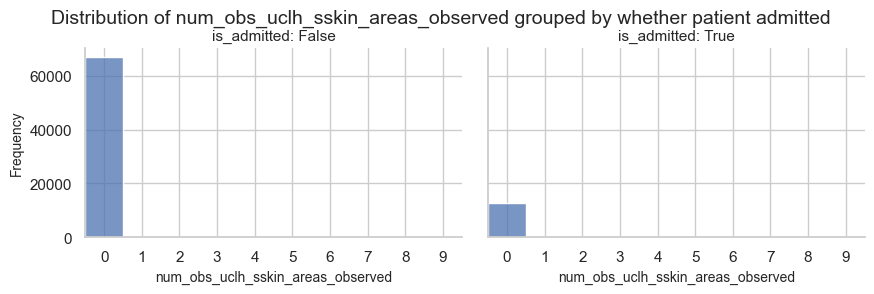 Distribution of num_obs_uclh_sskin_areas_observed grouped by whether patient admitted
is_admitted: False
is_admitted: True
Frequency
60000
40000
20000
0
0 1 2 3 4 5 6 7 8 9
0 1 2 3 4 5 6 7 8 9
num_obs_uclh_sskin_areas_observed
num_obs_uclh_sskin_areas_observed